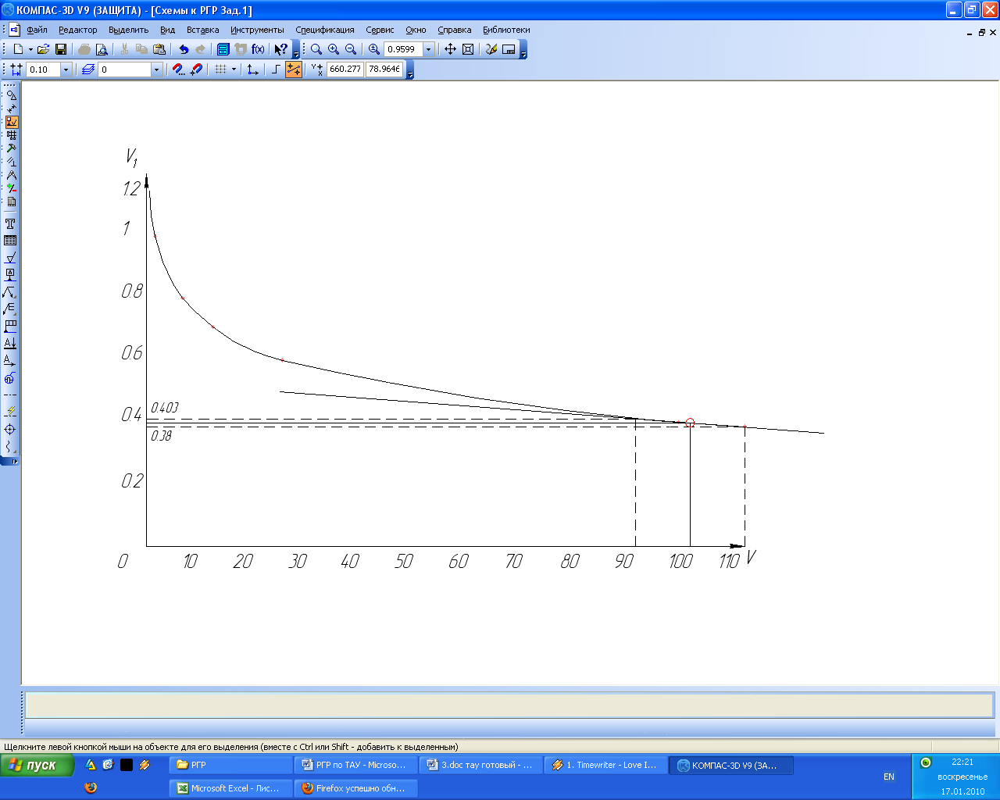 КОМПАС-3D V9 (ЗАЩИТА) - [Схемы к РГР Зад.1]
Файл Редактор Выделить Вид Вставка Инструменты Спецификация Сервис Окно Справка Библиотеки
0.9599
0.10 0 660.277 78.9646
V1
1.2
1
0.8
0.6
0.403
0.4
0.38
0.2
0 10 20 30 40 50 60 70 80 90 100 110 V
Щелкните левой кнопкой мыши на объекте для его выделения (вместе с Ctrl или Shift - добавить к выделенным)
пуск РГР РГР по ТАУ - Microso... 3.doc тау готовый - ... 1. Timewriter - Love I... КОМПАС-3D V9 (ЗА... 22:21
EN воскресенье
Microsoft Excel - Лис... Firefox успешно обн... 17.01.2010